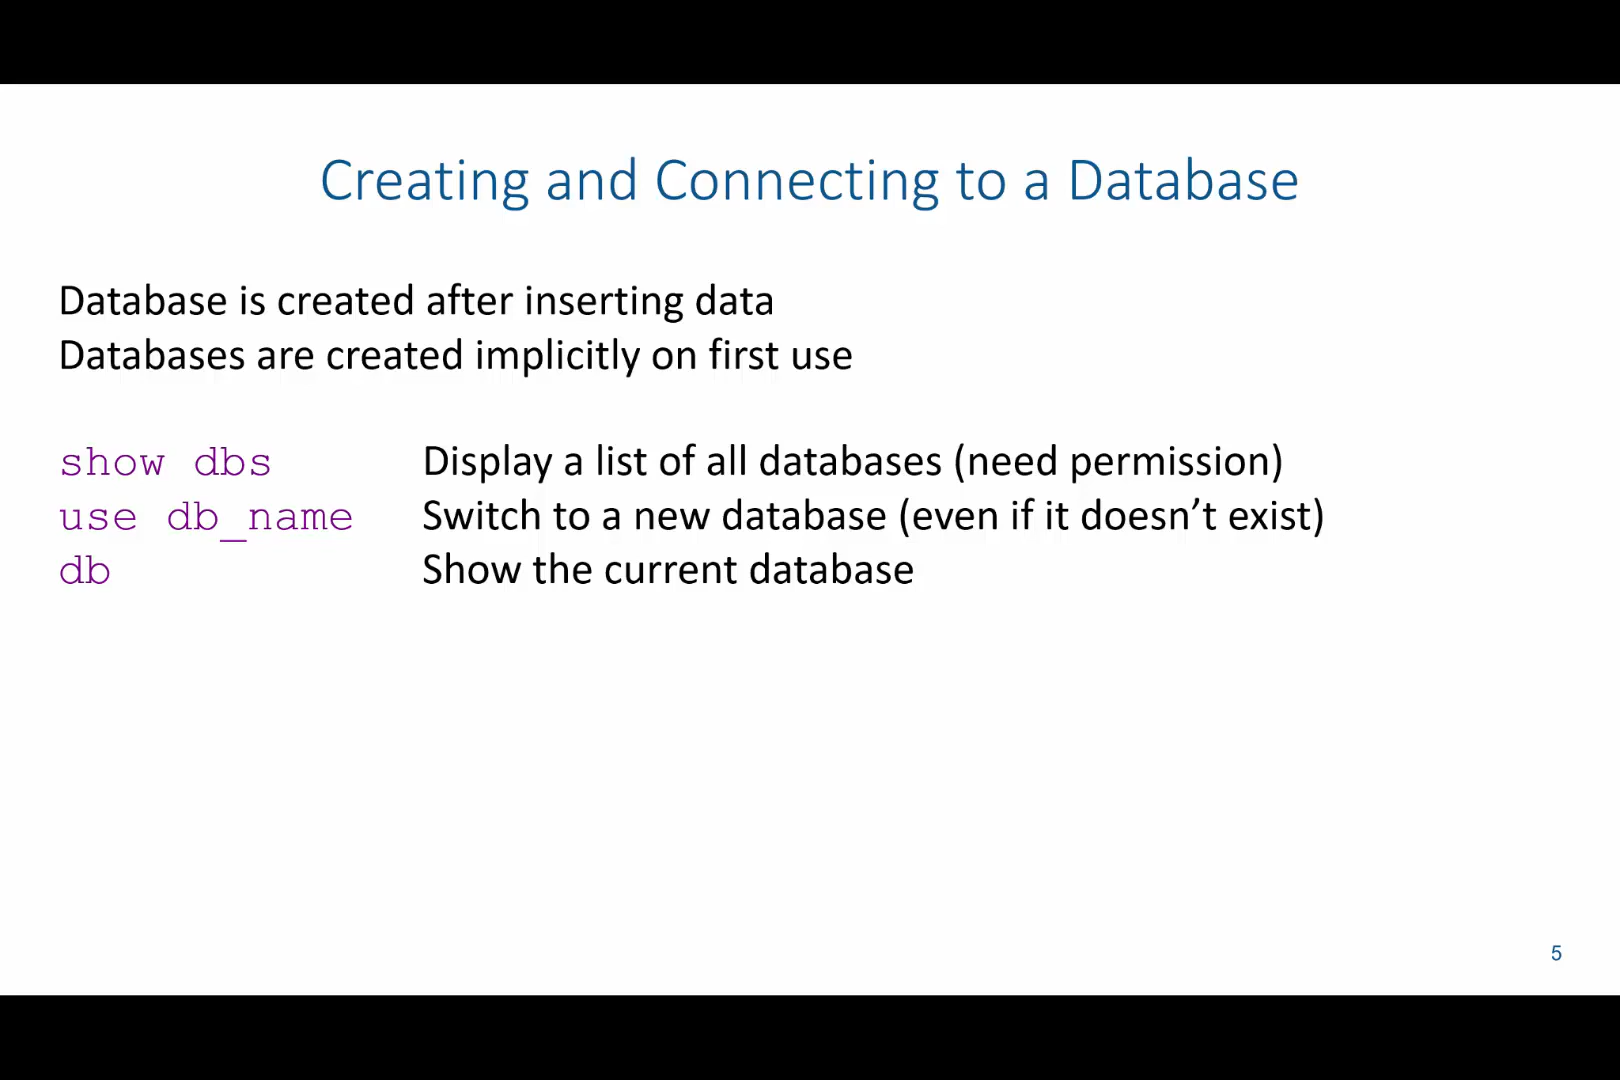 Creating and Connecting to a Database
Database is created after inserting data
Databases are created implicitly on first use
show dbs Display a list of all databases (need permission)
use db_name Switch to a new database (even if it doesn’t exist)
db Show the current database
5